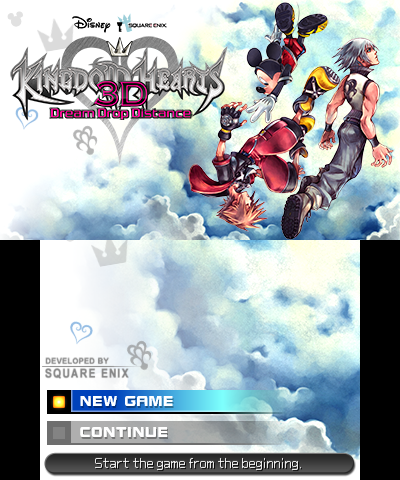 Disney SQUARE ENIX
KINGDOM HEARTS
3D
Dream Drop Distance
DEVELOPED BY
SQUARE ENIX
NEW GAME
CONTINUE
Start the game from the beginning.